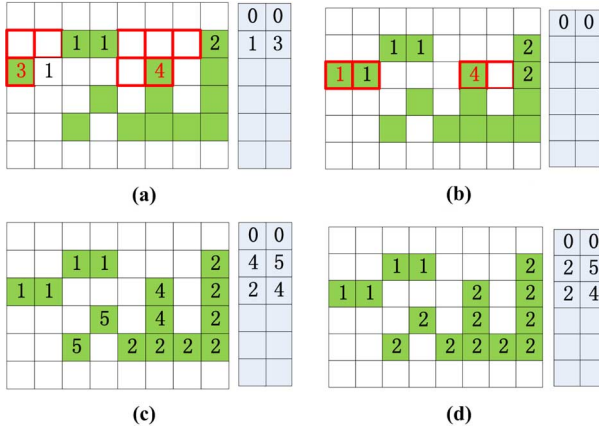 0 0
1 1 2 1 3
3 1 4
(a)
0 0
1 1 2
1 1 4 2
(b)
0 0
1 1 2 4 5
1 1 4 2 2 4
5 4 2
5 2 2 2 2
(c)
0 0
1 1 2 2 5
1 1 2 2 2 4
2 2 2
2 2 2 2 2
(d)